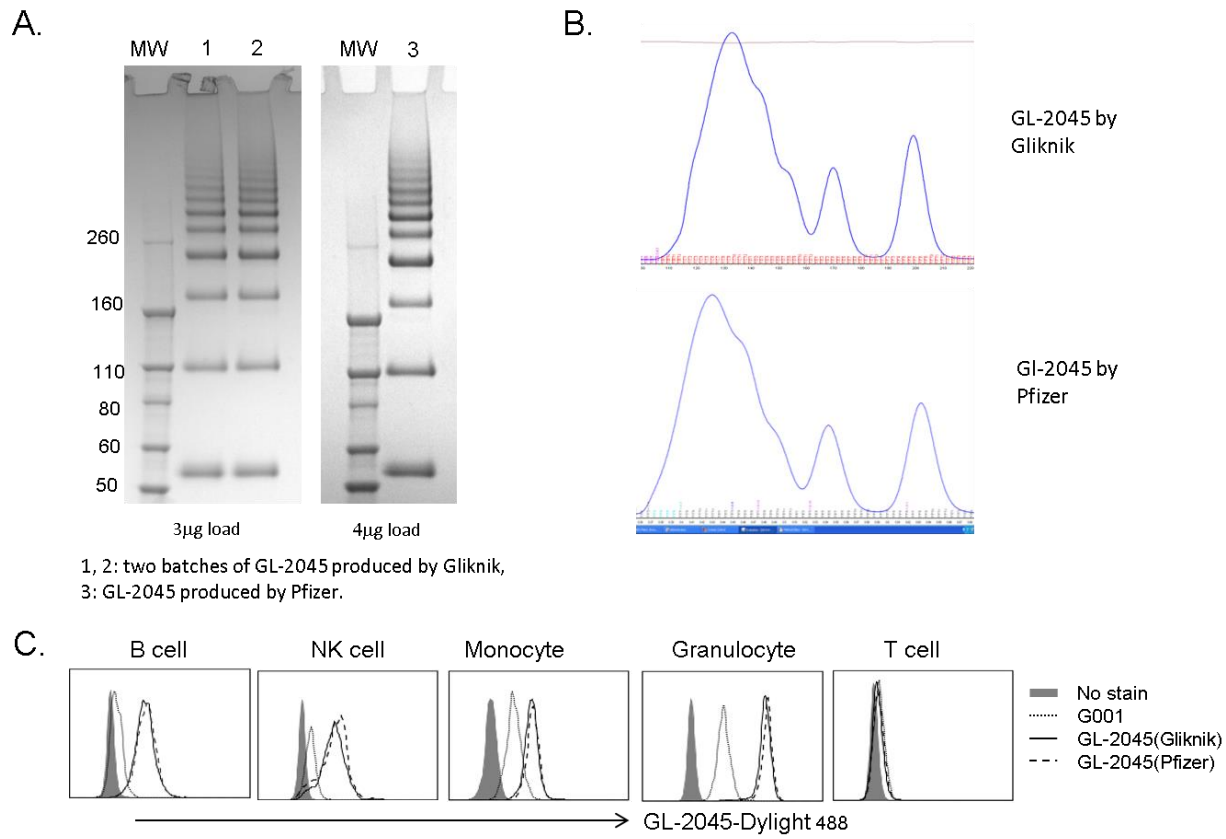 A.
MW 1 2 MW 3
260
160
110
80
60
50
3µg load 4µg load
1, 2: two batches of GL-2045 produced by Gliknik,
3: GL-2045 produced by Pfizer.
B.
GL-2045 by
Gliknik
Gl-2045 by
Pfizer
C.
B cell NK cell Monocyte Granulocyte T cell
No stain
G001
GL-2045(Gliknik)
GL-2045(Pfizer)
GL-2045-Dylight 488